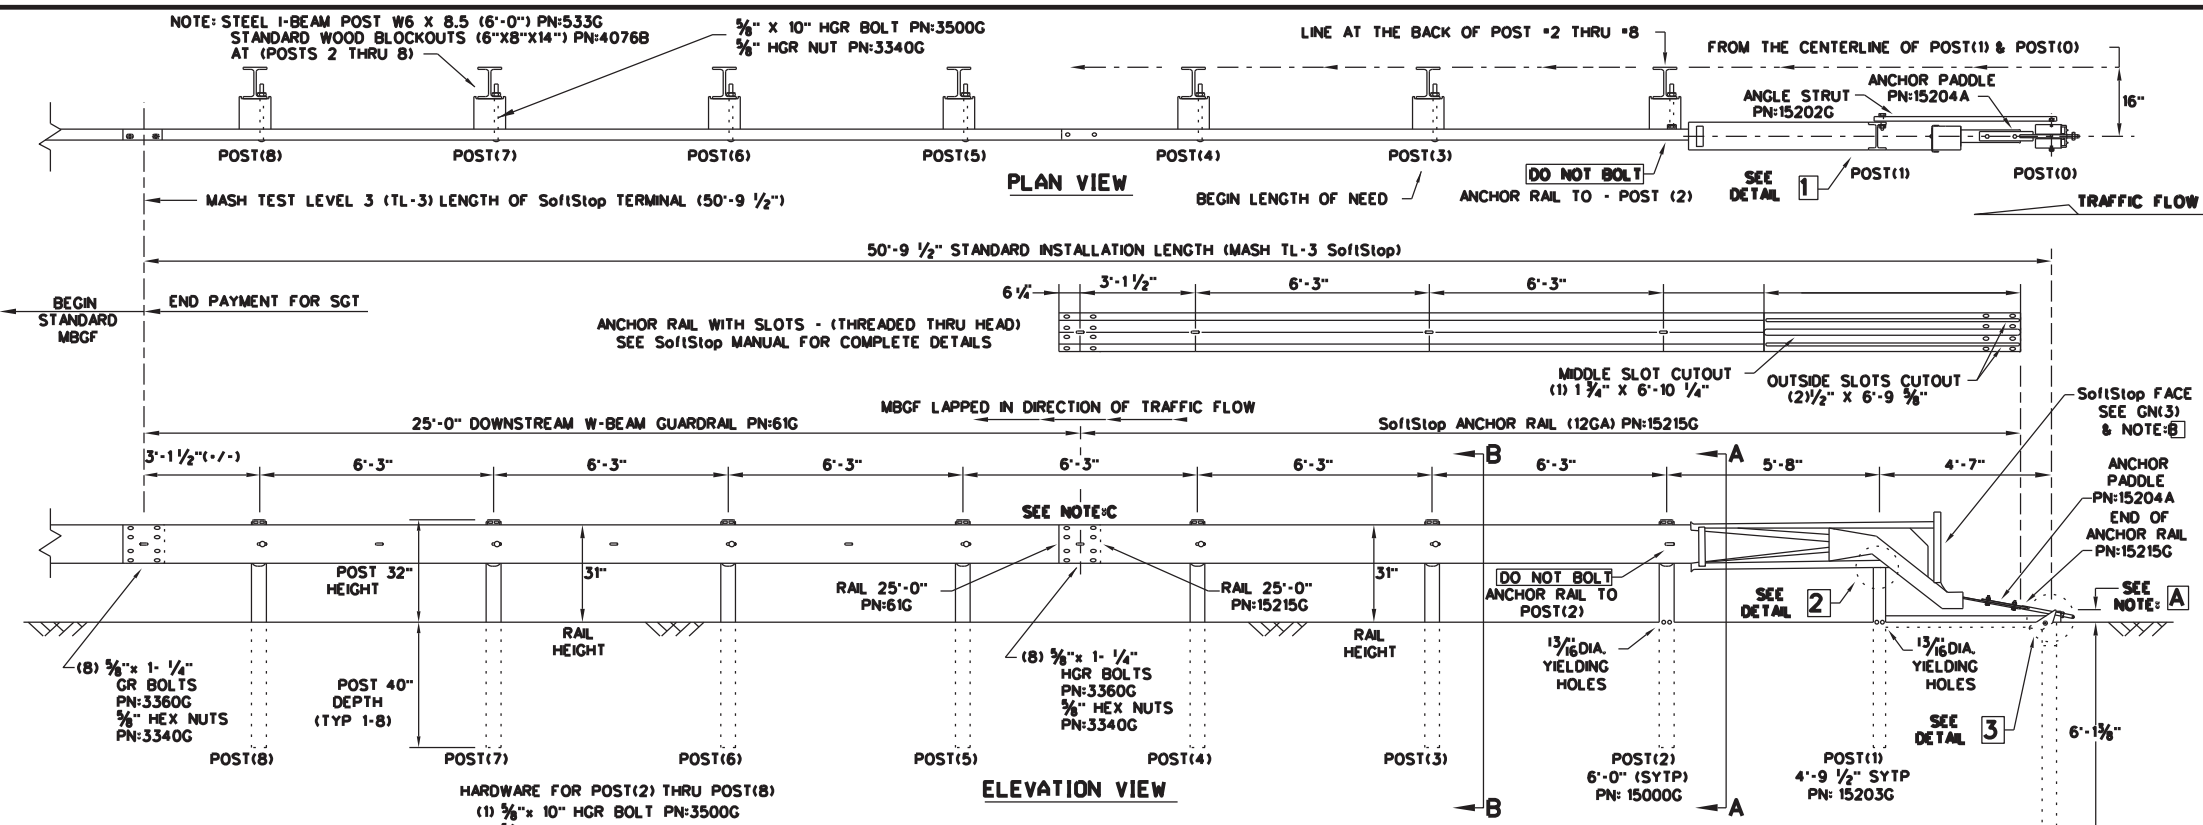 NOTE: STEEL I-BEAM POST W6 X 8.5 (6'-0") PN:533G
STANDARD WOOD BLOCKOUTS (6"X8"X14") PN:4076B
AT (POSTS 2 THRU 8)
5/8" X 10" HGR BOLT PN:3500G
5/8" HGR NUT PN:3340G
LINE AT THE BACK OF POST #2 THRU #8
FROM THE CENTERLINE OF POST(1) & POST(0)
ANCHOR PADDLE
PN:15204A
ANGLE STRUT
PN:15202G
16"
POST(8)
POST(7)
POST(6)
POST(5)
POST(4)
POST(3)
POST(1)
POST(0)
PLAN VIEW
DO NOT BOLT
ANCHOR RAIL TO - POST (2)
SEE
DETAIL 1
BEGIN LENGTH OF NEED
MASH TEST LEVEL 3 (TL-3) LENGTH OF SoftStop TERMINAL (50'-9 1/2")
TRAFFIC FLOW
50'-9 1/2" STANDARD INSTALLATION LENGTH (MASH TL-3 SoftStop)
BEGIN
STANDARD
MBGF
END PAYMENT FOR SGT
6 1/4"
3'-1 1/2"
6'-3"
6'-3"
ANCHOR RAIL WITH SLOTS - (THREADED THRU HEAD)
SEE SoftStop MANUAL FOR COMPLETE DETAILS
MIDDLE SLOT CUTOUT
(1) 1 3/4" X 6'-10 1/4"
OUTSIDE SLOTS CUTOUT
(2)1/2" X 6'-9 5/8"
SoftStop FACE
SEE GN(3)
& NOTE:B
MBGF LAPPED IN DIRECTION OF TRAFFIC FLOW
25'-0" DOWNSTREAM W-BEAM GUARDRAIL PN:61G
SoftStop ANCHOR RAIL (12GA) PN:15215G
3'-1 1/2"(+/-)
6'-3"
6'-3"
6'-3"
6'-3"
6'-3"
6'-3"
5'-8"
4'-7"
B
A
ANCHOR
PADDLE
PN:15204A
END OF
ANCHOR RAIL
PN:15215G
SEE NOTE:C
POST 32"
HEIGHT
31"
RAIL
HEIGHT
RAIL 25'-0"
PN:61G
RAIL 25'-0"
PN:15215G
31"
RAIL
HEIGHT
DO NOT BOLT
ANCHOR RAIL TO
POST(2)
SEE
DETAIL 2
SEE
NOTE: A
(8) 5/8"x 1- 1/4"
GR BOLTS
PN:3360G
5/8" HEX NUTS
PN:3340G
POST 40"
DEPTH
(TYP 1-8)
(8) 5/8"x 1- 1/4"
HGR BOLTS
PN:3360G
5/8" HEX NUTS
PN:3340G
13/16"DIA.
YIELDING
HOLES
13/16"DIA.
YIELDING
HOLES
SEE
DETAIL 3
6'-1 3/8"
POST(8)
POST(7)
POST(6)
POST(5)
POST(4)
POST(3)
POST(2)
6'-0" (SYTP)
PN: 15000G
POST(1)
4'-9 1/2" SYTP
PN: 15203G
HARDWARE FOR POST(2) THRU POST(8)
(1) 5/8"x 10" HGR BOLT PN:3500G
ELEVATION VIEW
B
A